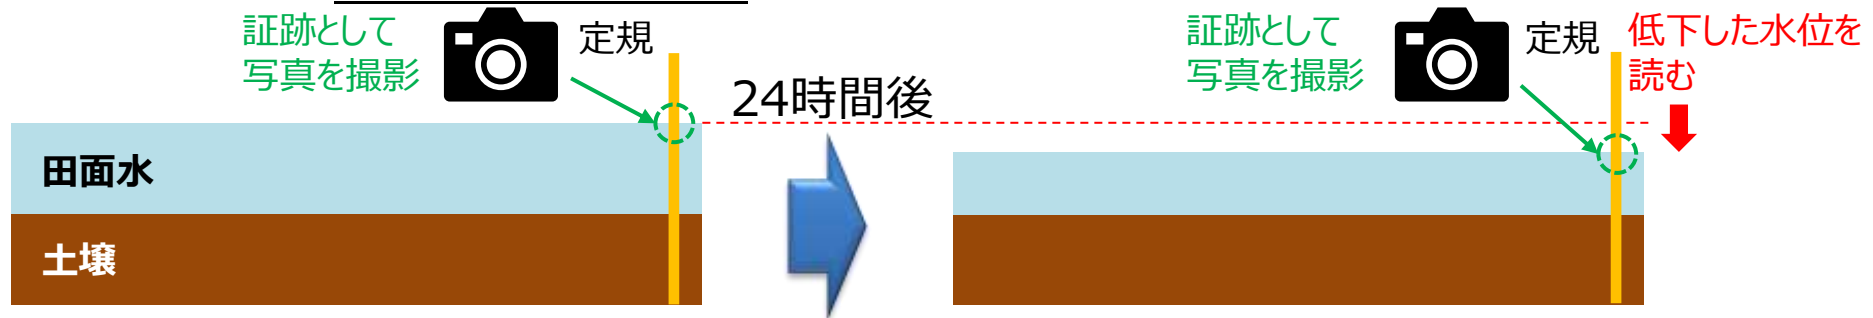 証跡として
写真を撮影
定規
24時間後
田面水
土壌
証跡として
写真を撮影
定規
低下した水位を
読む